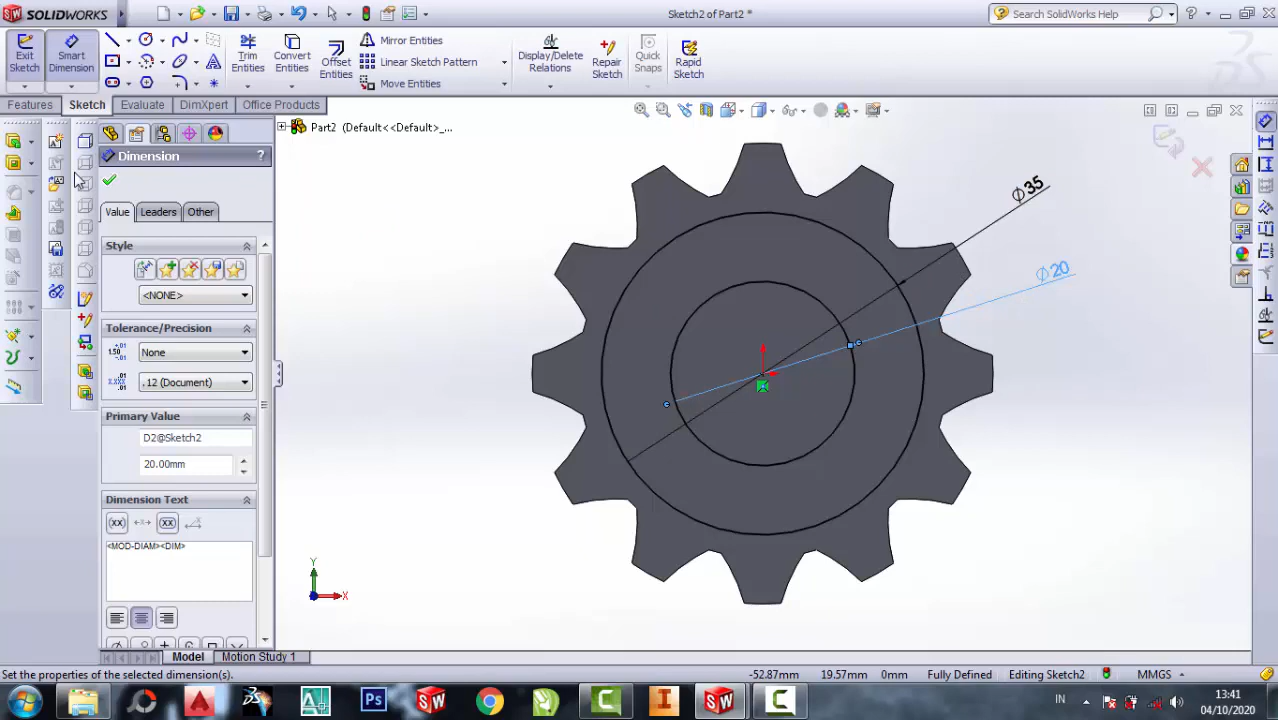 SOLIDWORKS
Sketch2 of Part2 *
Search SolidWorks Help
Exit Sketch
Smart Dimension
Trim Entities
Convert Entities
Offset Entities
Mirror Entities
Linear Sketch Pattern
Move Entities
Display/Delete Relations
Repair Sketch
Quick Snaps
Rapid Sketch
Features
Sketch
Evaluate
DimXpert
Office Products
Part2 (Default<<Default>_...
Dimension
?
Value
Leaders
Other
Style
<NONE>
Tolerance/Precision
None
.12 (Document)
Primary Value
D2@Sketch2
20.00mm
Dimension Text
<MOD-DIAM><DIM>
Ø35
Ø20
Y
X
Model
Motion Study 1
Set the properties of the selected dimension(s).
-52.87mm
19.57mm
0mm
Fully Defined
Editing Sketch2
MMGS
Ps
IN
13:41
04/10/2020